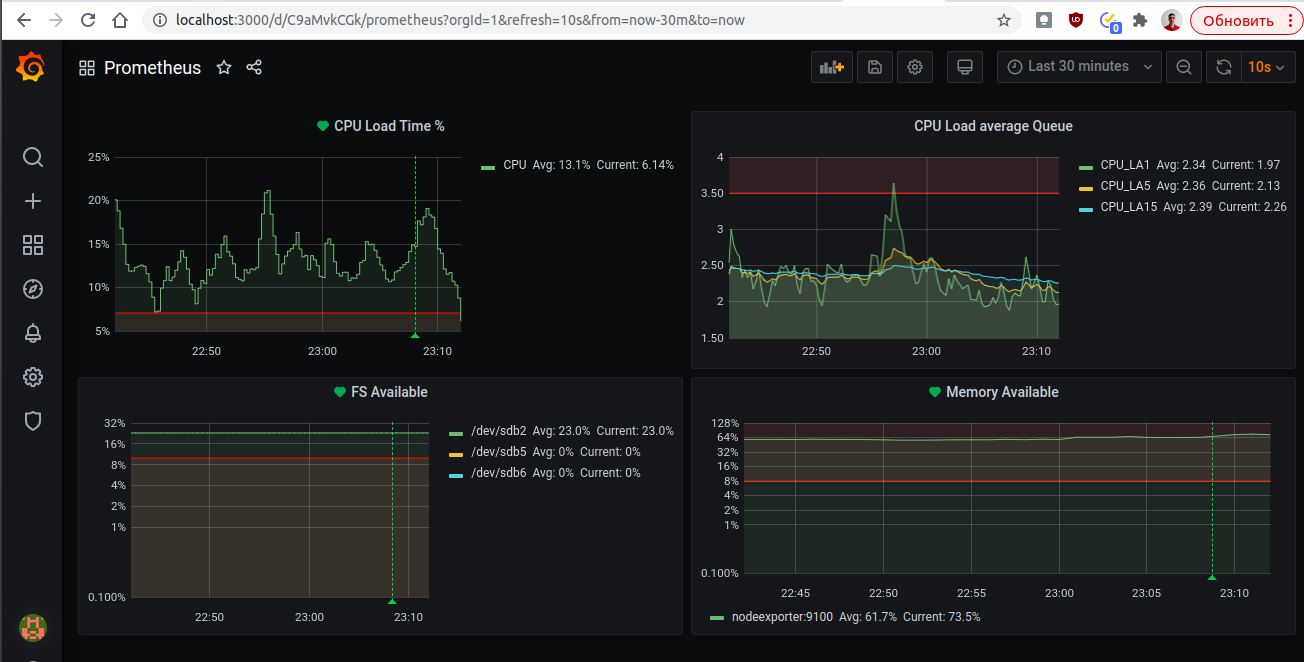 localhost:3000/d/C9aMvkCGk/prometheus?orgId=1&refresh=10s&from=now-30m&to=now
0
Обновить
Prometheus
Last 30 minutes
10s
CPU Load Time %
25%
20%
15%
10%
5%
22:50 23:00 23:10
CPU Avg: 13.1% Current: 6.14%
CPU Load average Queue
4
3.50
3
2.50
2
1.50
22:50 23:00 23:10
CPU_LA1 Avg: 2.34 Current: 1.97
CPU_LA5 Avg: 2.36 Current: 2.13
CPU_LA15 Avg: 2.39 Current: 2.26
FS Available
32%
16%
8%
4%
2%
1%
0.100%
22:50 23:00 23:10
/dev/sdb2 Avg: 23.0% Current: 23.0%
/dev/sdb5 Avg: 0% Current: 0%
/dev/sdb6 Avg: 0% Current: 0%
Memory Available
128%
64%
32%
16%
8%
4%
2%
1%
0.100%
22:45 22:50 22:55 23:00 23:05 23:10
nodeexporter:9100 Avg: 61.7% Current: 73.5%